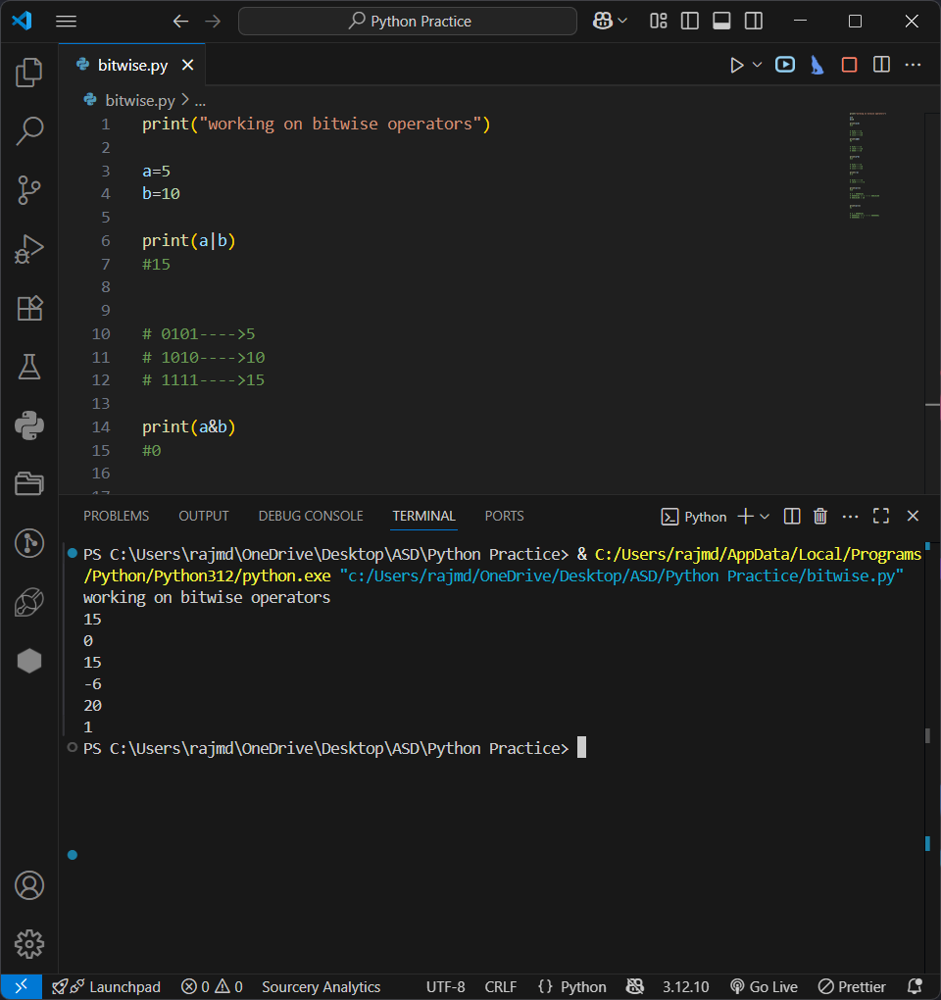 Python Practice
bitwise.py
bitwise.py > ...
1 print("working on bitwise operators")
2
3 a=5
4 b=10
5
6 print(a|b)
7 #15
8
9
10 # 0101---->5
11 # 1010---->10
12 # 1111---->15
13
14 print(a&b)
15 #0
16
17
PROBLEMS OUTPUT DEBUG CONSOLE TERMINAL PORTS Python
PS C:\Users\rajmd\OneDrive\Desktop\ASD\Python Practice> & C:/Users/rajmd/AppData/Local/Programs
/Python/Python312/python.exe "c:/Users/rajmd/OneDrive/Desktop/ASD/Python Practice/bitwise.py"
working on bitwise operators
15
0
15
-6
20
1
PS C:\Users\rajmd\OneDrive\Desktop\ASD\Python Practice>
Launchpad 0 0 Sourcery Analytics UTF-8 CRLF {} Python 3.12.10 Go Live Prettier